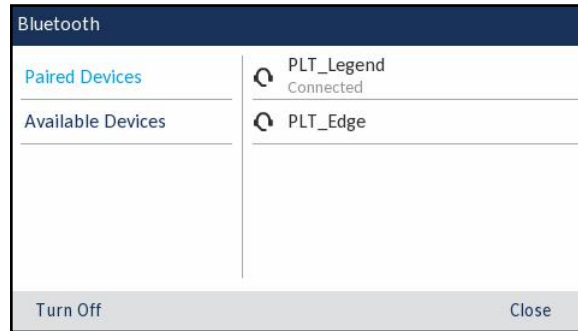 Bluetooth
Paired Devices
Available Devices
PLT_Legend
Connected
PLT_Edge
Turn Off
Close